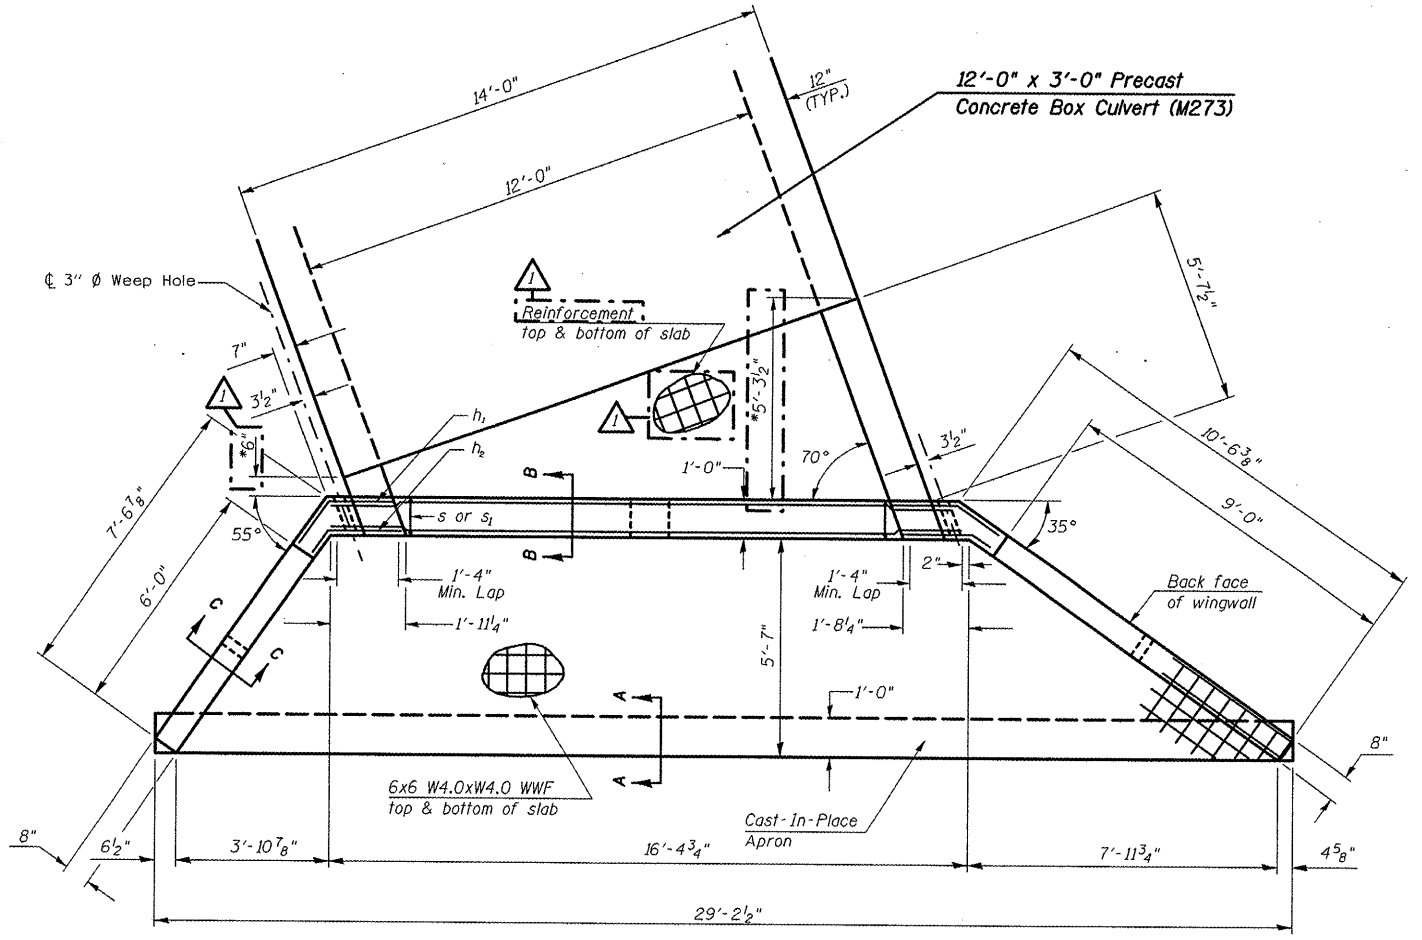 14'-0"
12"
(TYP.)
12'-0" x 3'-0" Precast
Concrete Box Culvert (M273)
12'-0"
℄ 3" Ø Weep Hole
1
Reinforcement
top & bottom of slab
5'-7½"
7"
3½"
1
*6"
h₁
h₂
1
*5'-3½"
70°
3½"
10'-6⅜"
9'-0"
7'-6⅞"
6'-0"
55°
s or s₁
B
B
1'-0"
35°
2"
1'-4"
Min. Lap
1'-11¼"
1'-4"
Min. Lap
1'-8¼"
Back face
of wingwall
C
C
5'-7"
A
A
1'-0"
6x6 W4.0xW4.0 WWF
top & bottom of slab
Cast-In-Place
Apron
8"
8"
6½"
3'-10⅞"
16'-4¾"
7'-11¾"
4⅝"
29'-2½"